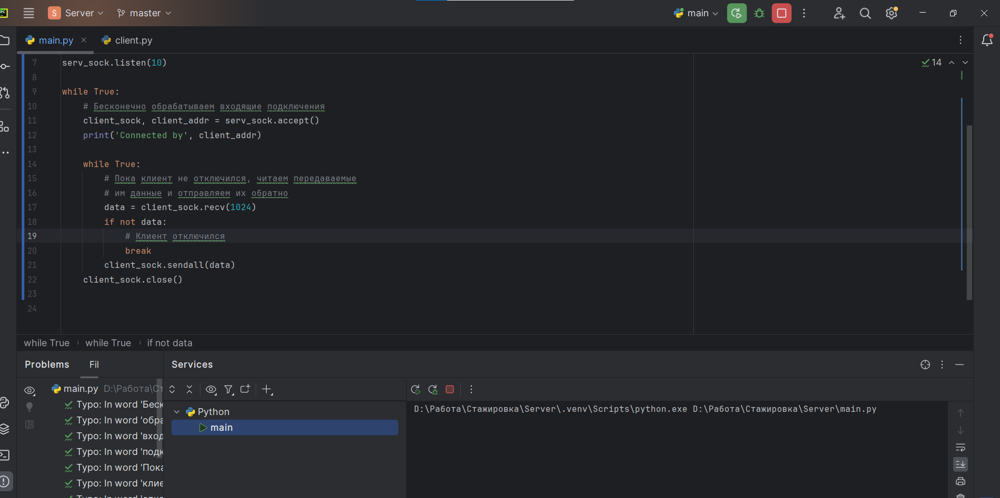 PC
S Server master main
main.py client.py
7 serv_sock.listen(10) 14
8
9 while True:
10 # Бесконечно обрабатываем входящие подключения
11 client_sock, client_addr = serv_sock.accept()
12 print('Connected by', client_addr)
13
14 while True:
15 # Пока клиент не отключился, читаем передаваемые
16 # им данные и отправляем их обратно
17 data = client_sock.recv(1024)
18 if not data:
19 # Клиент отключился
20 break
21 client_sock.sendall(data)
22 client_sock.close()
23
24
while True › while True › if not data
Problems Fil Services
main.py D:\Работа\Ст
Typo: In word 'Беск
Typo: In word 'обра
Typo: In word 'вход
Typo: In word 'подк
Typo: In word 'Пока
Typo: In word 'клие
Python
main
D:\Работа\Стажировка\Server\.venv\Scripts\python.exe D:\Работа\Стажировка\Server\main.py